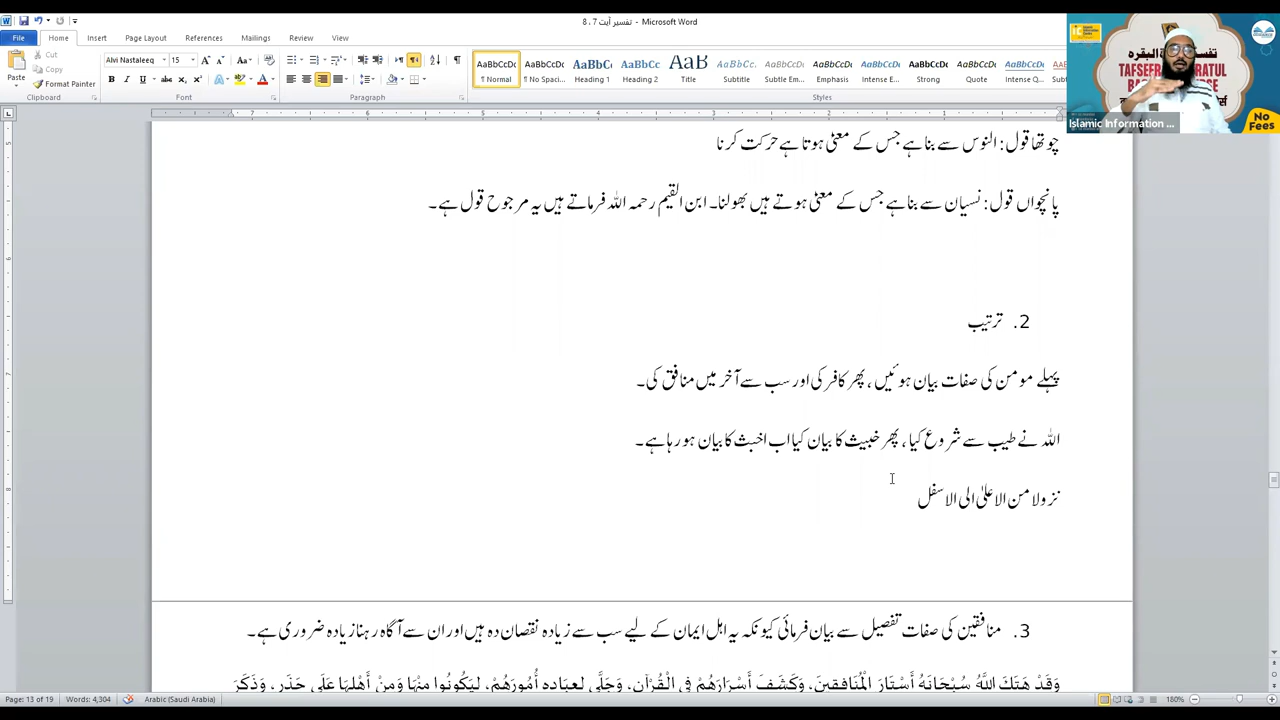 تفسیر آیت 7 ، 8 - Microsoft Word
File Home Insert Page Layout References Mailings Review View
Cut
Copy
Format Painter
Paste
Clipboard
Alvi Nastaleeq 15
Font
Paragraph
¶ Normal ¶ No Spaci... Heading 1 Heading 2 Title Subtitle Subtle Em... Emphasis Intense E... Strong Quote Intense Q...
Styles
TAFSEER
Islamic Information ...
No Fees
چوتھا قول: النوس سے بنا ہے جس کے معنیٰ ہوتا ہے حرکت کرنا
پانچواں قول: نسیان سے بنا ہے جس کے معنیٰ ہوتے ہیں بھولنا۔ ابن القیم رحمہ اللہ فرماتے ہیں یہ مرجوح قول ہے۔
2. ترتیب
پہلے مومن کی صفات بیان ہوئیں، پھر کافر کی اور سب سے آخر میں منافق کی۔
اللہ نے طیب سے شروع کیا، پھر خبیث کا بیان کیا اب اخبث کا بیان ہو رہا ہے۔
نزولا من الاعلیٰ الی الاسفل
3. منافقین کی صفات تفصیل سے بیان فرمائی کیونکہ یہ اہل ایمان کے لیے سب سے زیادہ نقصان دہ ہیں اور ان سے آگاہ رہنا زیادہ ضروری ہے۔
وَقَدْ هَتَكَ اللَّهُ سُبْحَانَهُ أَسْتَارَ الْمُنَافِقِينَ، وَكَشَفَ أَسْرَارَهُمْ فِي الْقُرْآنِ، وَجَلَّى لِعِبَادِهِ أُمُورَهُمْ، لِيَكُونُوا مِنْهَا وَمِنْ أَهْلِهَا عَلَى حَذَرٍ، وَذَكَرَ
Page: 13 of 19 Words: 4,304 Arabic (Saudi Arabia) 180%